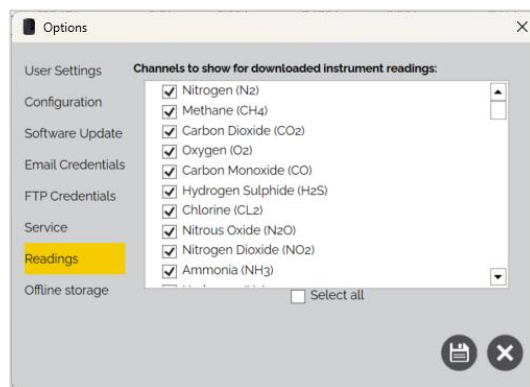 Options
User Settings
Configuration
Software Update
Email Credentials
FTP Credentials
Service
Readings
Offline storage
Channels to show for downloaded instrument readings:
Nitrogen (N2)
Methane (CH4)
Carbon Dioxide (CO2)
Oxygen (O2)
Carbon Monoxide (CO)
Hydrogen Sulphide (H2S)
Chlorine (CL2)
Nitrous Oxide (N2O)
Nitrogen Dioxide (NO2)
Ammonia (NH3)
Select all